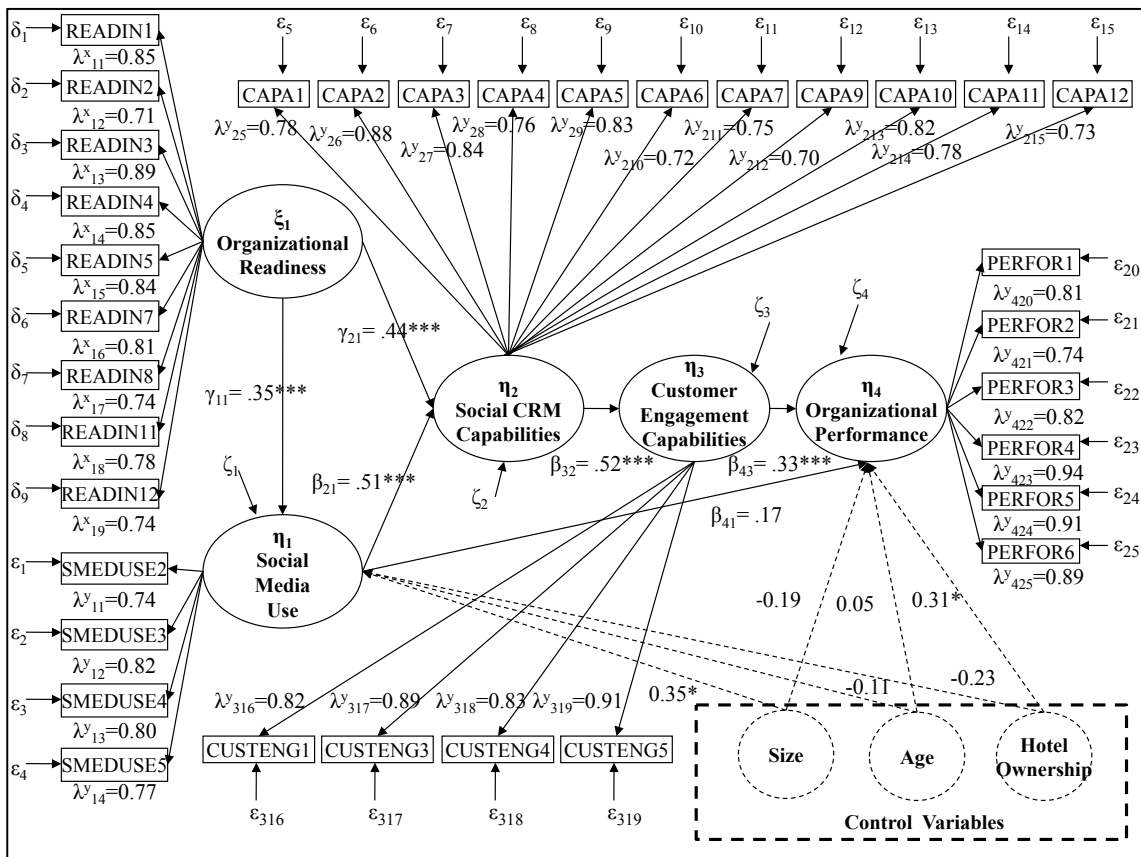 δ1 READIN1
λx11=0.85
δ2 READIN2
λx12=0.71
δ3 READIN3
λx13=0.89
δ4 READIN4
λx14=0.85
δ5 READIN5
λx15=0.84
δ6 READIN7
λx16=0.81
δ7 READIN8
λx17=0.74
δ8 READIN11
λx18=0.78
δ9 READIN12
λx19=0.74
ε1 SMEDUSE2
λy11=0.74
ε2 SMEDUSE3
λy12=0.82
ε3 SMEDUSE4
λy13=0.80
ε4 SMEDUSE5
λy14=0.77
ε5 ε6 ε7 ε8 ε9 ε10 ε11 ε12 ε13 ε14 ε15
CAPA1 CAPA2 CAPA3 CAPA4 CAPA5 CAPA6 CAPA7 CAPA9 CAPA10 CAPA11 CAPA12
λy25=0.78
λy26=0.88
λy27=0.84
λy28=0.76
λy29=0.83
λy210=0.72
λy211=0.75
λy212=0.70
λy213=0.82
λy214=0.78
λy215=0.73
ξ1
Organizational
Readiness
γ21= .44***
γ11= .35***
β21= .51***
ζ1
η1
Social
Media
Use
η2
Social CRM
Capabilities
ζ2
β32= .52***
ζ3
η3
Customer
Engagement
Capabilities
β43= .33***
β41= .17
ζ4
η4
Organizational
Performance
PERFOR1 ε20
λy420=0.81
PERFOR2 ε21
λy421=0.74
PERFOR3 ε22
λy422=0.82
PERFOR4 ε23
λy423=0.94
PERFOR5 ε24
λy424=0.91
PERFOR6 ε25
λy425=0.89
-0.19 0.05 0.31*
0.35* -0.11 -0.23
λy316=0.82 λy317=0.89 λy318=0.83 λy319=0.91
CUSTENG1 CUSTENG3 CUSTENG4 CUSTENG5
ε316 ε317 ε318 ε319
Size
Age
Hotel
Ownership
Control Variables